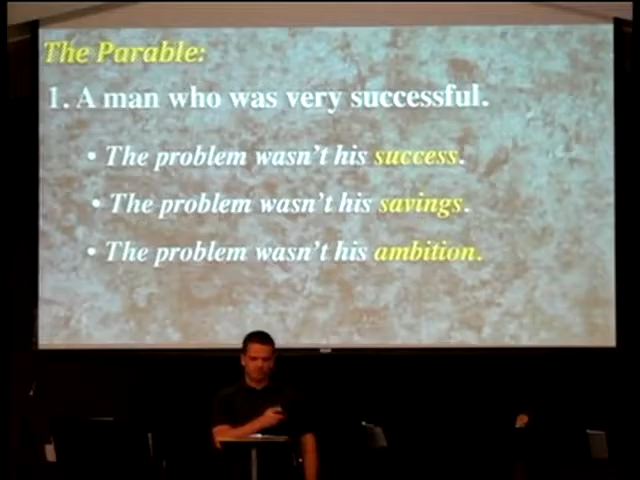 The Parable:
1. A man who was very successful.
• The problem wasn't his success.
• The problem wasn't his savings.
• The problem wasn't his ambition.